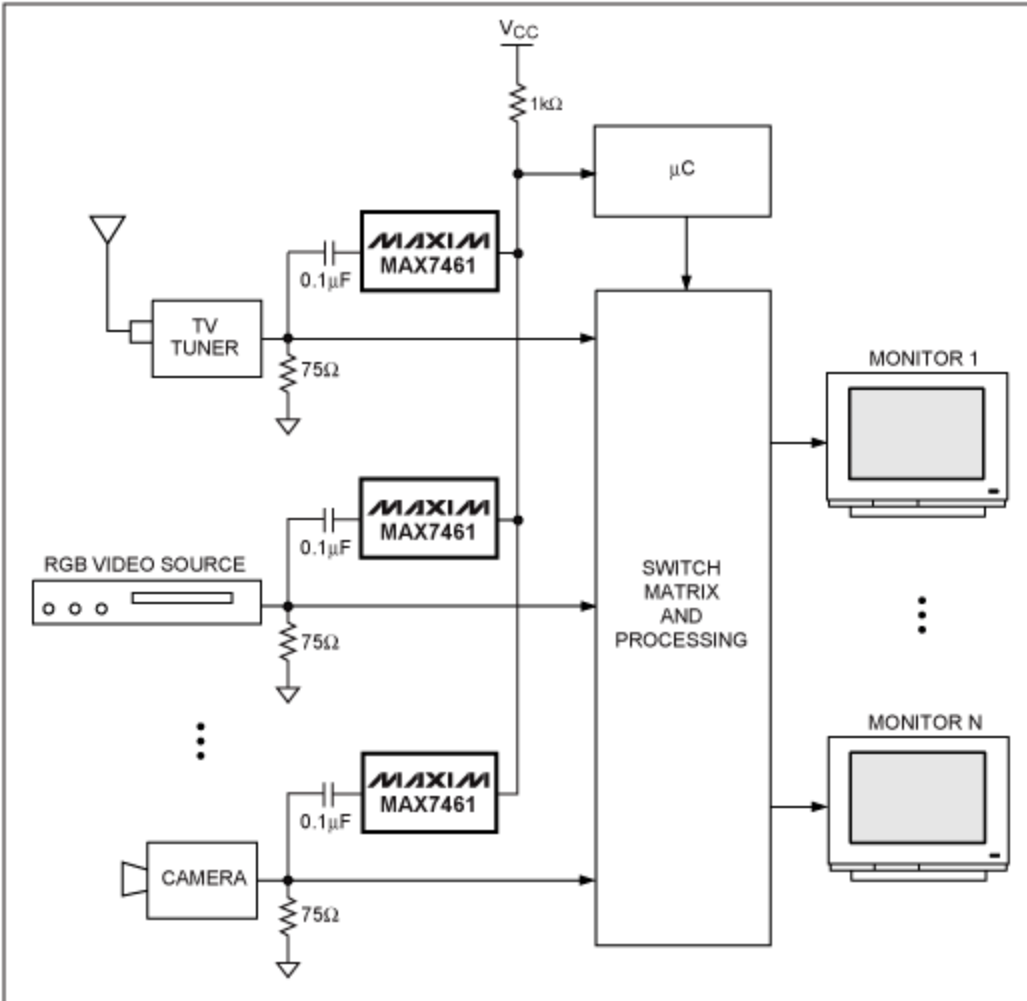 VCC
1kΩ
μC
MAXIM
MAX7461
0.1μF
TV
TUNER
75Ω
MONITOR 1
MAXIM
MAX7461
0.1μF
RGB VIDEO SOURCE
75Ω
SWITCH
MATRIX
AND
PROCESSING
MONITOR N
MAXIM
MAX7461
0.1μF
CAMERA
75Ω